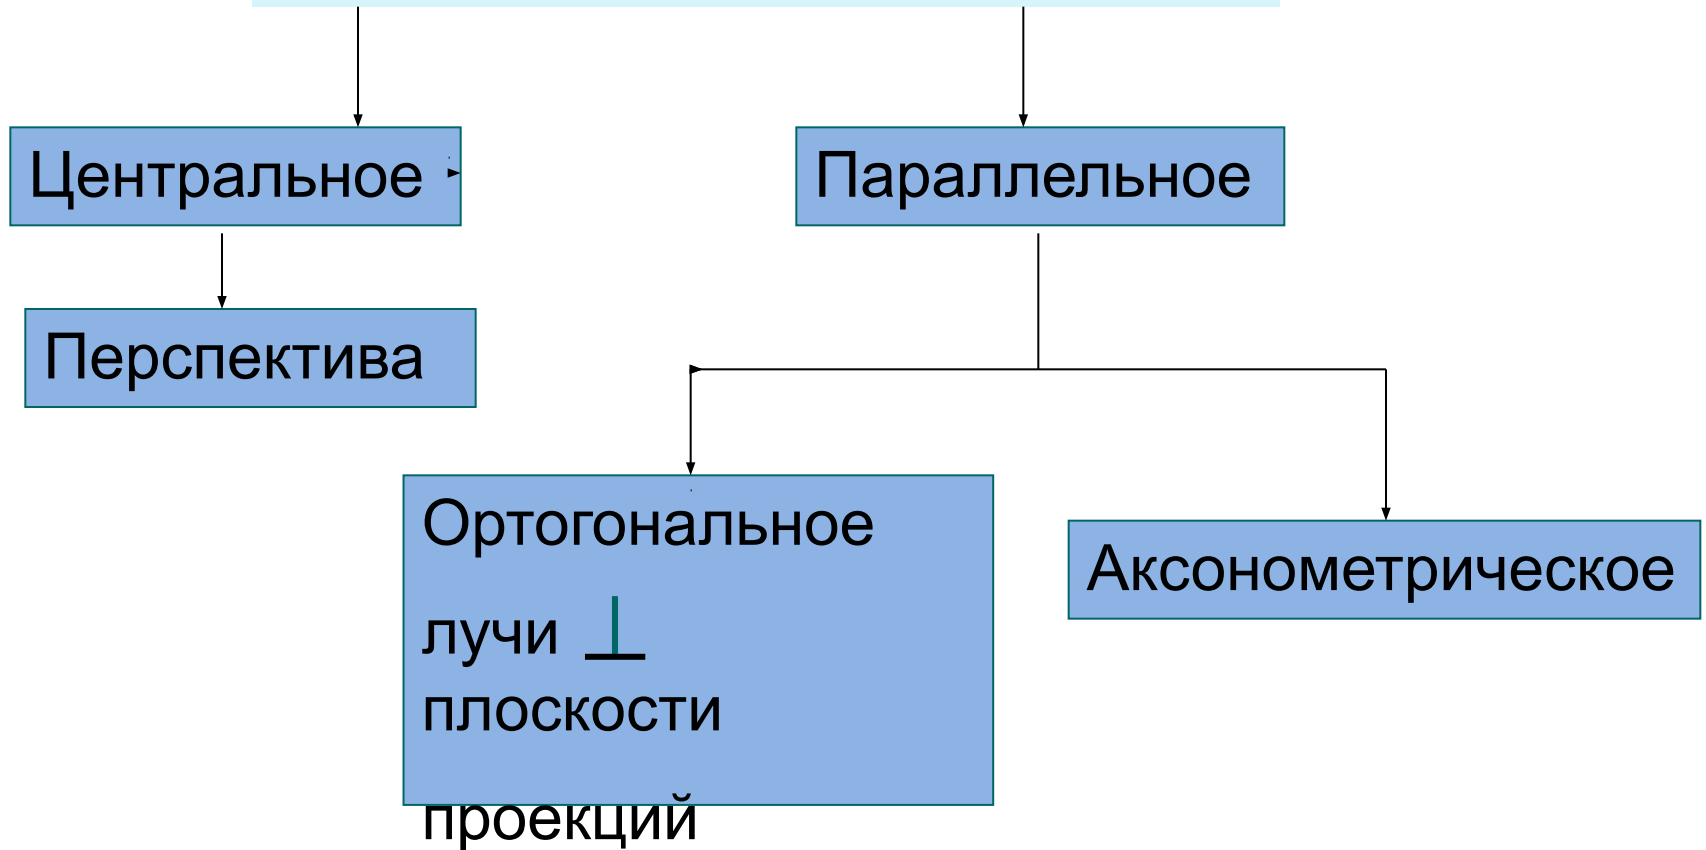 Центральное
Параллельное
Перспектива
Ортогональное
лучи
плоскости
проекций
Аксонометрическое